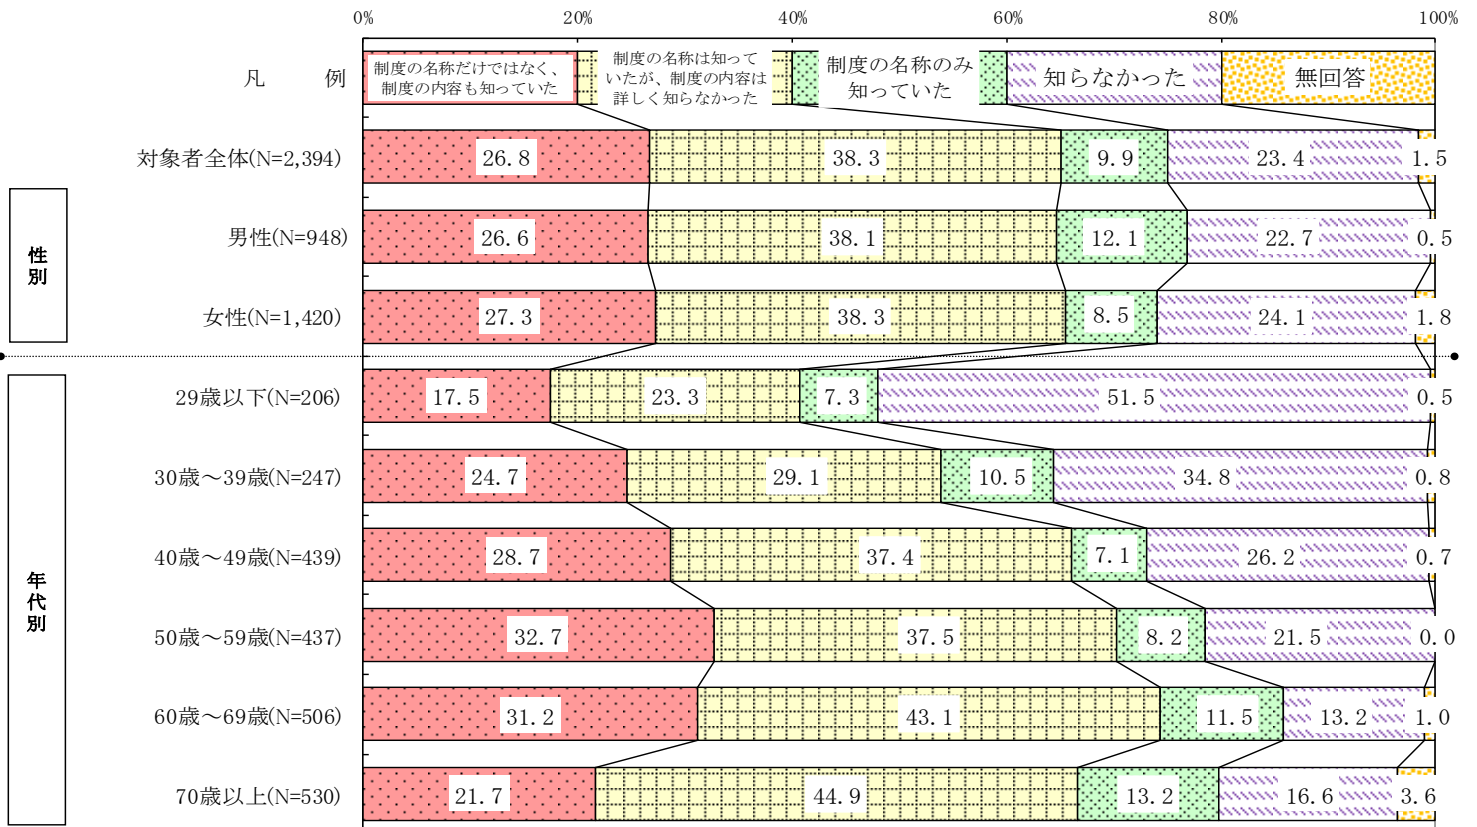 0% 20% 40% 60% 80% 100%
凡 例
制度の名称だけではなく、
制度の内容も知っていた
制度の名称は知って
いたが、制度の内容は
詳しく知らなかった
制度の名称のみ
知っていた
知らなかった
無回答
対象者全体(N=2,394) 26.8 38.3 9.9 23.4 1.5
性別
男性(N=948) 26.6 38.1 12.1 22.7 0.5
女性(N=1,420) 27.3 38.3 8.5 24.1 1.8
年代別
29歳以下(N=206) 17.5 23.3 7.3 51.5 0.5
30歳～39歳(N=247) 24.7 29.1 10.5 34.8 0.8
40歳～49歳(N=439) 28.7 37.4 7.1 26.2 0.7
50歳～59歳(N=437) 32.7 37.5 8.2 21.5 0.0
60歳～69歳(N=506) 31.2 43.1 11.5 13.2 1.0
70歳以上(N=530) 21.7 44.9 13.2 16.6 3.6